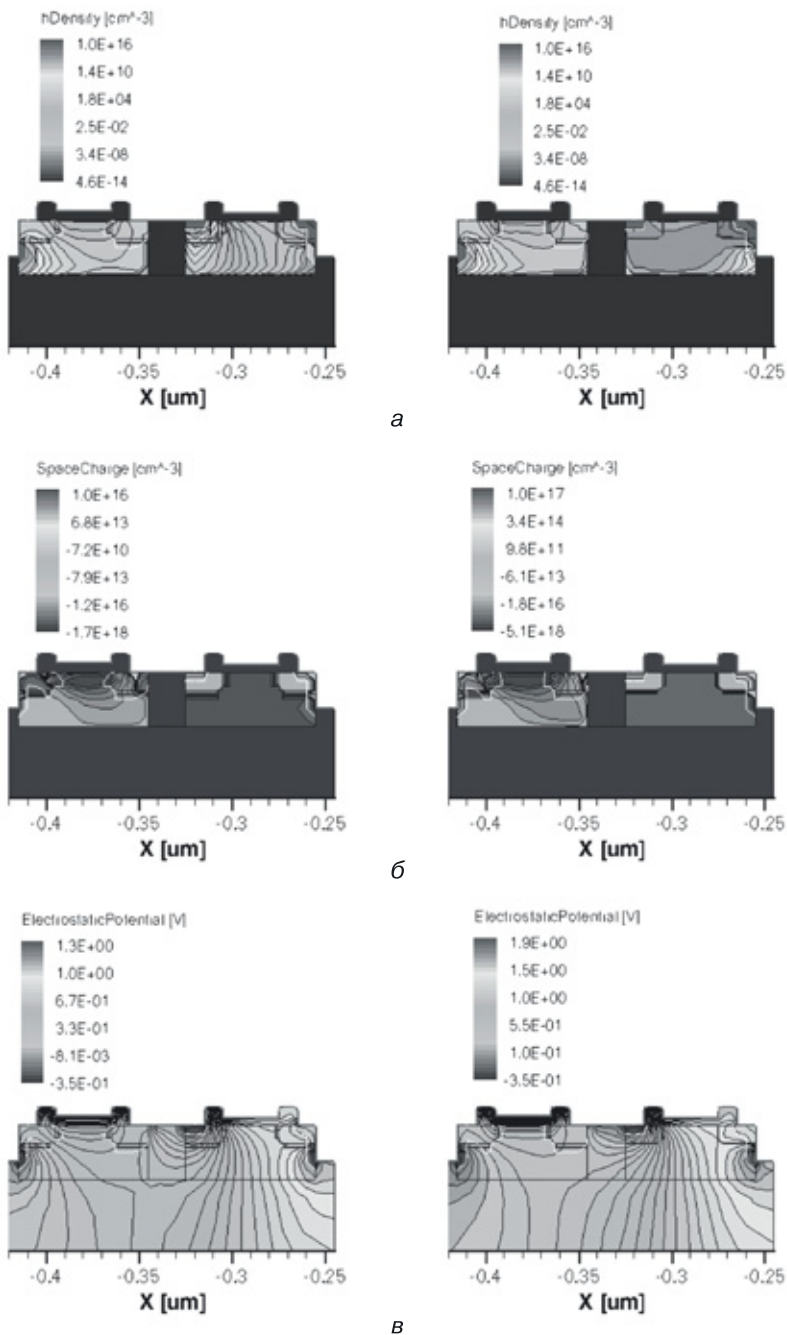 hDensity [cm^-3]
1.0E+16
1.4E+10
1.8E+04
2.5E-02
3.4E-08
4.6E-14
-0.4 -0.35 -0.3 -0.25
X [um]
hDensity [cm^-3]
1.0E+16
1.4E+10
1.8E+04
2.5E-02
3.4E-08
4.6E-14
-0.4 -0.35 -0.3 -0.25
X [um]
а
SpaceCharge [cm^-3]
1.0E+16
6.8E+13
-7.2E+10
-7.9E+13
-1.2E+16
-1.7E+18
-0.4 -0.35 -0.3 -0.25
X [um]
SpaceCharge [cm^-3]
1.0E+17
3.4E+14
9.8E+11
-6.1E+13
-1.8E+16
-5.1E+18
-0.4 -0.35 -0.3 -0.25
X [um]
б
ElectrostaticPotential [V]
1.3E+00
1.0E+00
6.7E-01
3.3E-01
-8.1E-03
-3.5E-01
-0.4 -0.35 -0.3 -0.25
X [um]
ElectrostaticPotential [V]
1.9E+00
1.5E+00
1.0E+00
5.5E-01
1.0E-01
-3.5E-01
-0.4 -0.35 -0.3 -0.25
X [um]
в